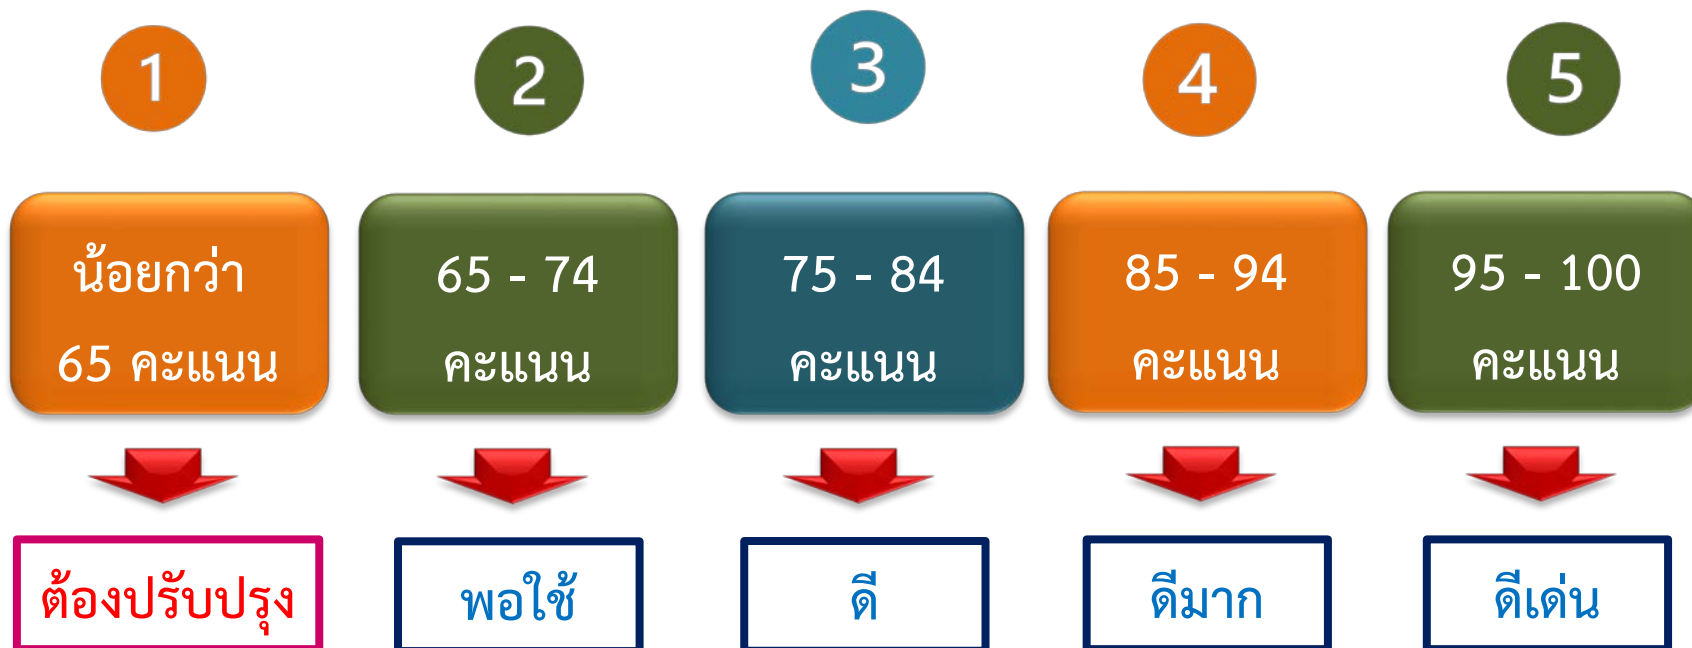 1
2
3
4
5
น้อยกว่า
65 คะแนน
65 - 74
คะแนน
75 - 84
คะแนน
85 - 94
คะแนน
95 - 100
คะแนน
ต้องปรับปรุง
พอใช้
ดี
ดีมาก
ดีเด่น